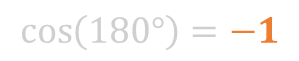 cos(180°) = −1